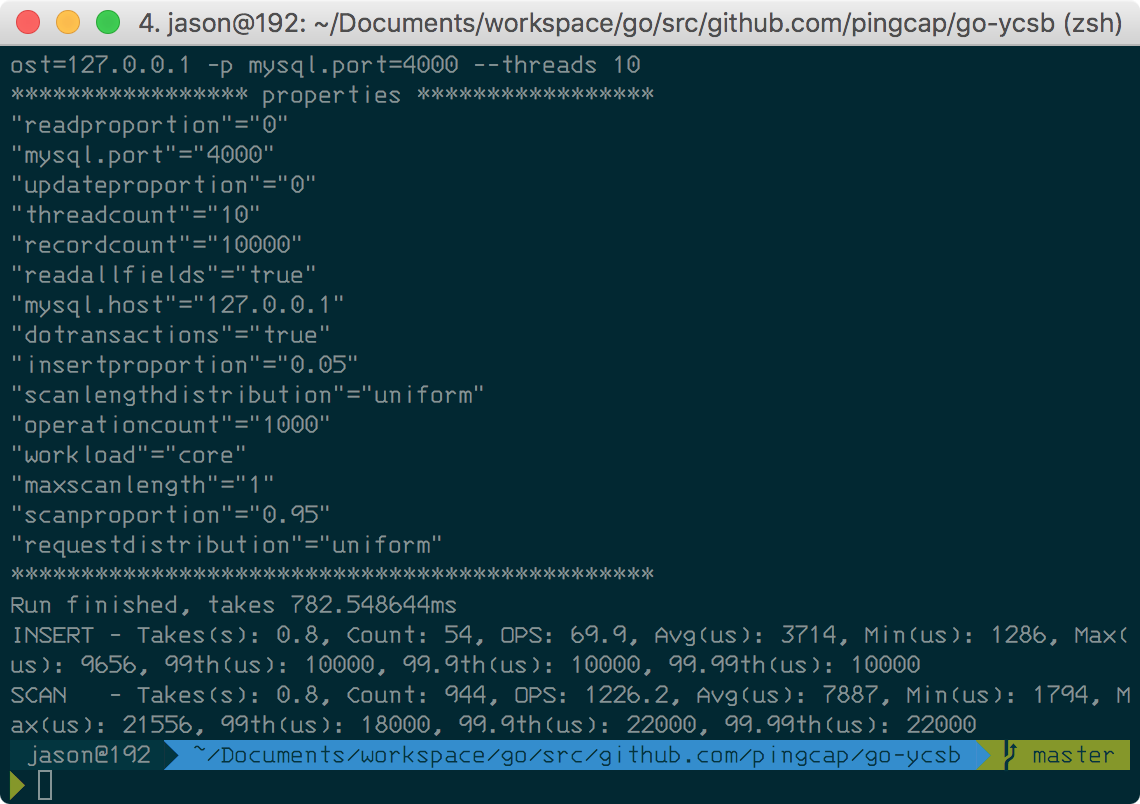 4. jason@192: ~/Documents/workspace/go/src/github.com/pingcap/go-ycsb (zsh)
ost=127.0.0.1 -p mysql.port=4000 --threads 10
***************** properties *****************
"readproportion"="0"
"mysql.port"="4000"
"updateproportion"="0"
"threadcount"="10"
"recordcount"="10000"
"readallfields"="true"
"mysql.host"="127.0.0.1"
"dotransactions"="true"
"insertproportion"="0.05"
"scanlengthdistribution"="uniform"
"operationcount"="1000"
"workload"="core"
"maxscanlength"="1"
"scanproportion"="0.95"
"requestdistribution"="uniform"
**********************************************
Run finished, takes 782.548644ms
INSERT - Takes(s): 0.8, Count: 54, OPS: 69.9, Avg(us): 3714, Min(us): 1286, Max(
us): 9656, 99th(us): 10000, 99.9th(us): 10000, 99.99th(us): 10000
SCAN   - Takes(s): 0.8, Count: 944, OPS: 1226.2, Avg(us): 7887, Min(us): 1794, M
ax(us): 21556, 99th(us): 18000, 99.9th(us): 22000, 99.99th(us): 22000
jason@192 ~/Documents/workspace/go/src/github.com/pingcap/go-ycsb master